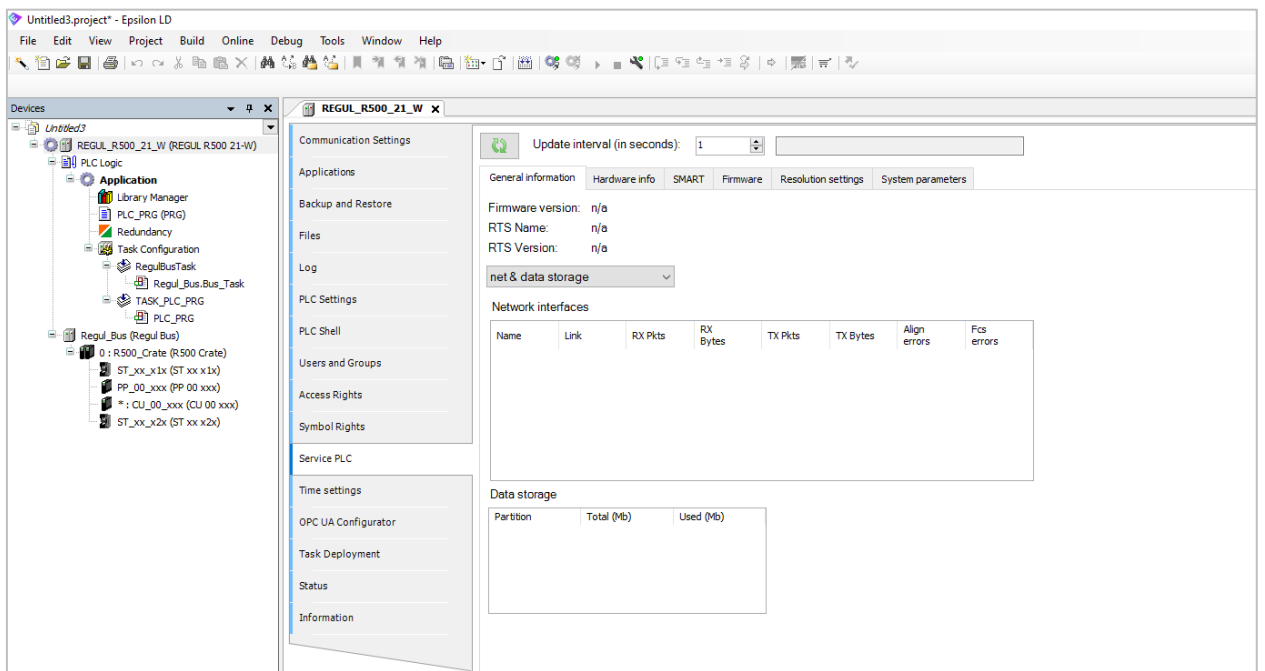 Untitled3.project* - Epsilon LD
File Edit View Project Build Online Debug Tools Window Help
Devices
Untitled3
REGUL_R500_21_W (REGUL R500 21-W)
PLC Logic
Application
Library Manager
PLC_PRG (PRG)
Redundancy
Task Configuration
RegulBusTask
Regul_Bus.Bus_Task
TASK_PLC_PRG
PLC_PRG
Regul_Bus (Regul Bus)
0 : R500_Crate (R500 Crate)
ST_xx_x1x (ST xx x1x)
PP_00_xxx (PP 00 xxx)
* : CU_00_xxx (CU 00 xxx)
ST_xx_x2x (ST xx x2x)
REGUL_R500_21_W
Communication Settings
Applications
Backup and Restore
Files
Log
PLC Settings
PLC Shell
Users and Groups
Access Rights
Symbol Rights
Service PLC
Time settings
OPC UA Configurator
Task Deployment
Status
Information
Update interval (in seconds): 1
General information Hardware info SMART Firmware Resolution settings System parameters
Firmware version: n/a
RTS Name: n/a
RTS Version: n/a
net & data storage
Network interfaces
Name Link RX Pkts RX Bytes TX Pkts TX Bytes Align errors Fcs errors
Data storage
Partition Total (Mb) Used (Mb)